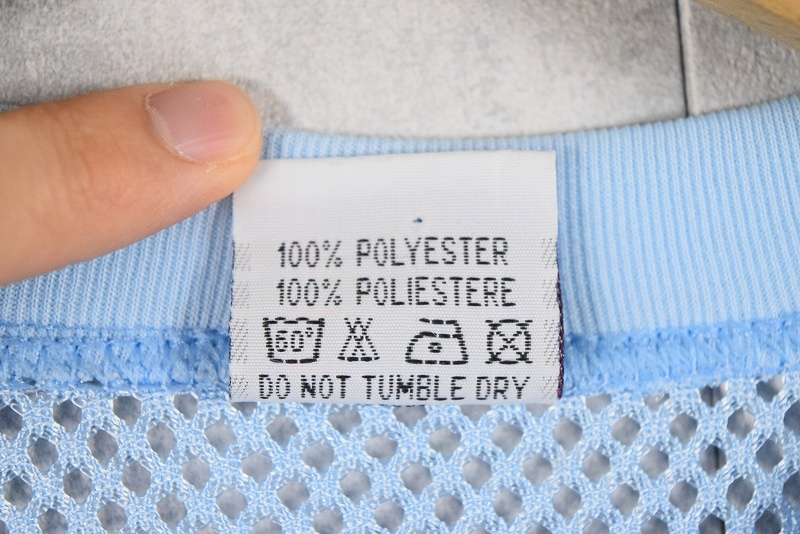 100% POLYESTER
100% POLIESTERE
60°
DO NOT TUMBLE DRY